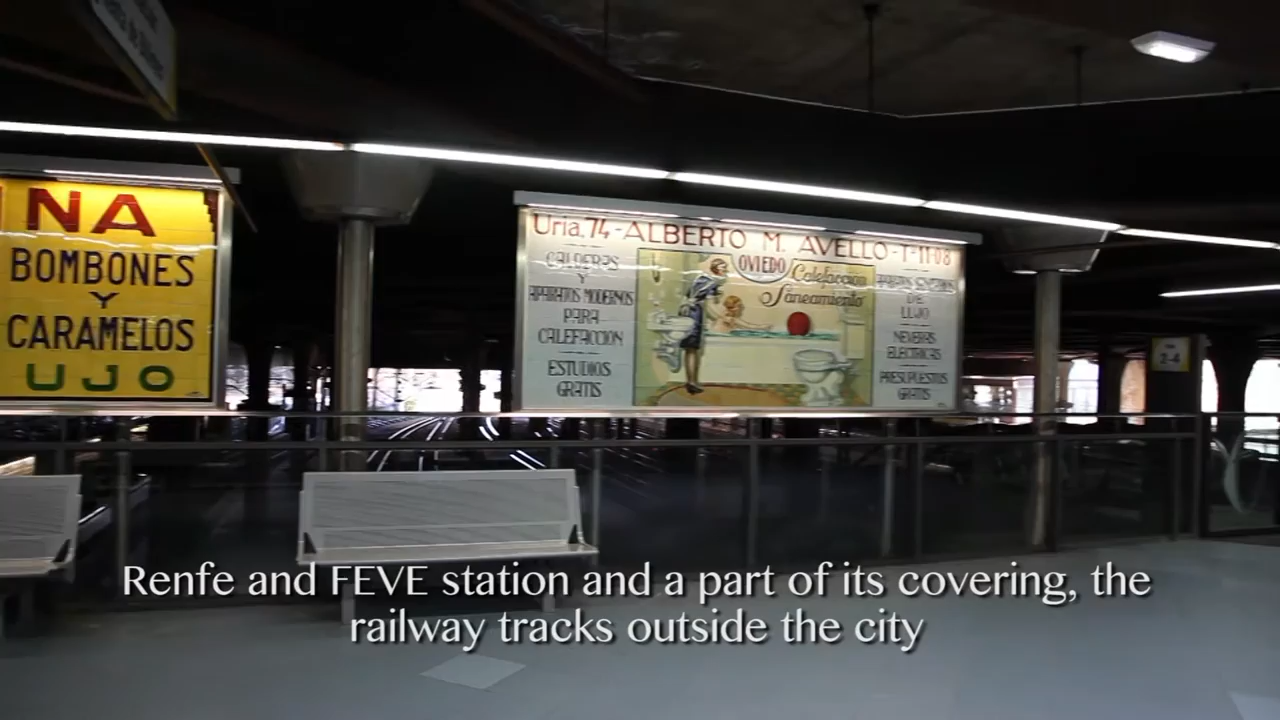 NA
BOMBONES
Y
CARAMELOS
UJO
Uria.74-ALBERTO M. AVELLO-T-11-08
OVIEDO
Calefaccion
Saneamiento
CALDERAS
Y
APARATOS MODERNOS
PARA
CALEFACCION
ESTUDIOS
GRATIS
DE
LUJO
NEVERAS
ELECTRICAS
PRESUPUESTOS
GRATIS
2-4
Renfe and FEVE station and a part of its covering, the
railway tracks outside the city